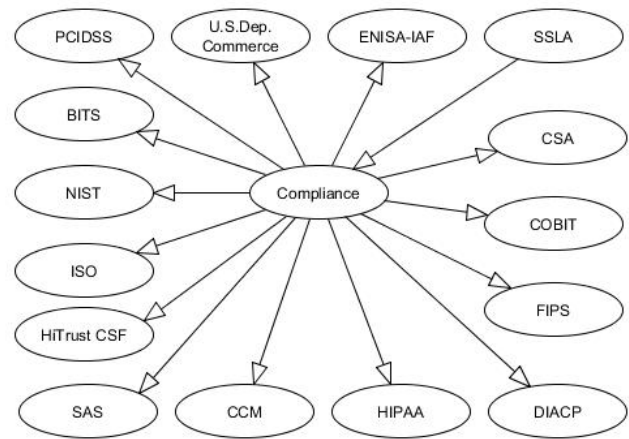 PCIDSS
U.S.Dep.
Commerce
ENISA-IAF
SSLA
BITS
CSA
NIST
Compliance
COBIT
ISO
FIPS
HiTrust CSF
SAS
CCM
HIPAA
DIACP